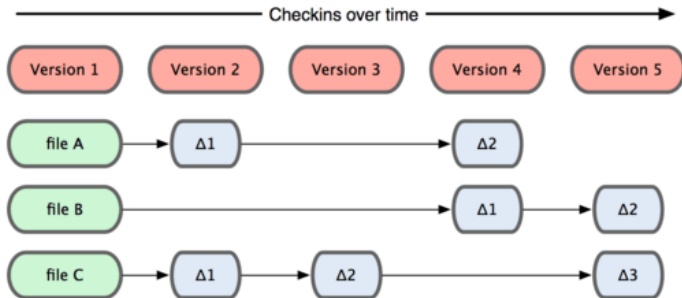 Checkins over time
Version 1 Version 2 Version 3 Version 4 Version 5
file A Δ1 Δ2
file B Δ1 Δ2
file C Δ1 Δ2 Δ3